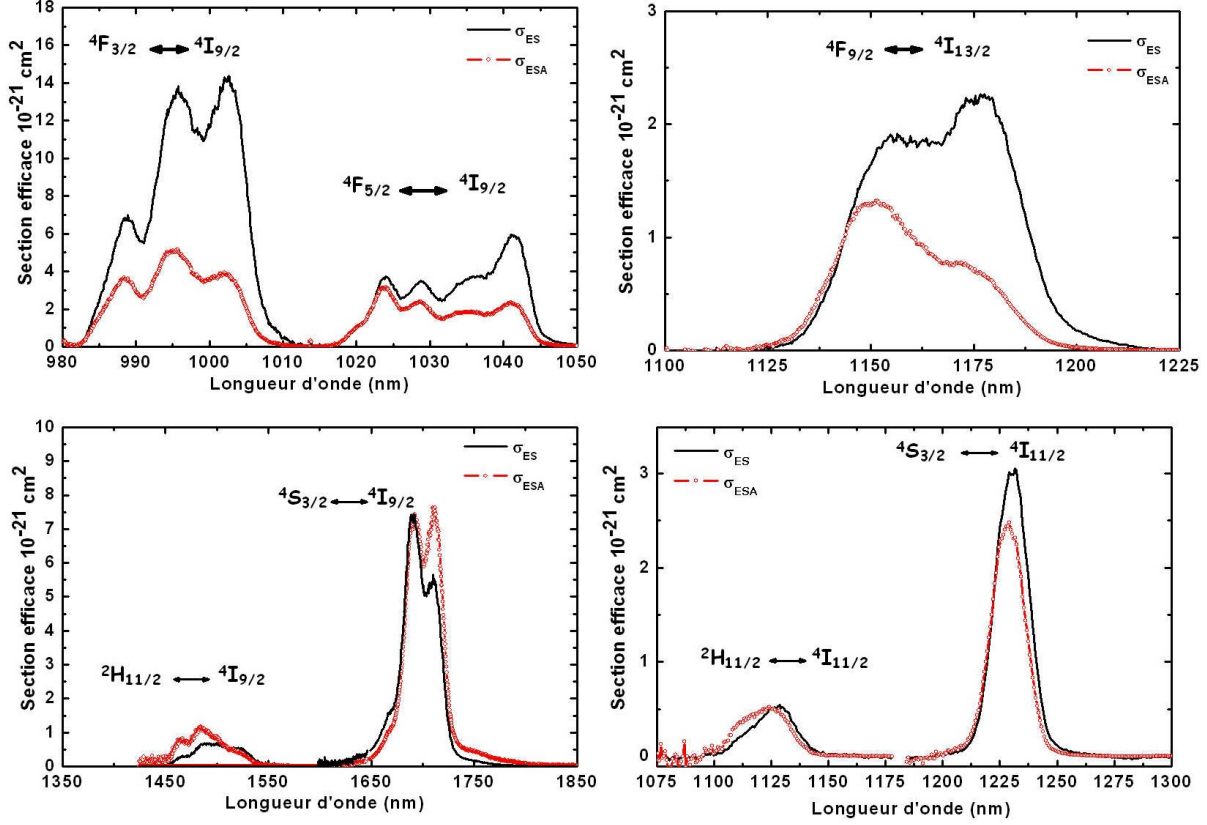 18
16
14
12
10
8
6
4
2
0
Section efficace 10⁻²¹ cm²
⁴F₃/₂ ⁴I₉/₂
⁴F₅/₂ ⁴I₉/₂
σES
σESA
980 990 1000 1010 1020 1030 1040 1050
Longueur d'onde (nm)
3
2
1
0
Section efficace 10⁻²¹ cm²
⁴F₉/₂ ⁴I₁₃/₂
σES
σESA
1100 1125 1150 1175 1200 1225
Longueur d'onde (nm)
10
9
8
7
6
5
4
3
2
1
0
Section efficace 10⁻²¹ cm²
⁴S₃/₂ ⁴I₉/₂
²H₁₁/₂ ⁴I₉/₂
σES
σESA
1350 1450 1550 1650 1750 1850
Longueur d'onde (nm)
3
2
1
0
Section efficace 10⁻²¹ cm²
σES
σESA
⁴S₃/₂ ⁴I₁₁/₂
²H₁₁/₂ ⁴I₁₁/₂
1075 1100 1125 1150 1175 1200 1225 1250 1275 1300
Longueur d'onde (nm)